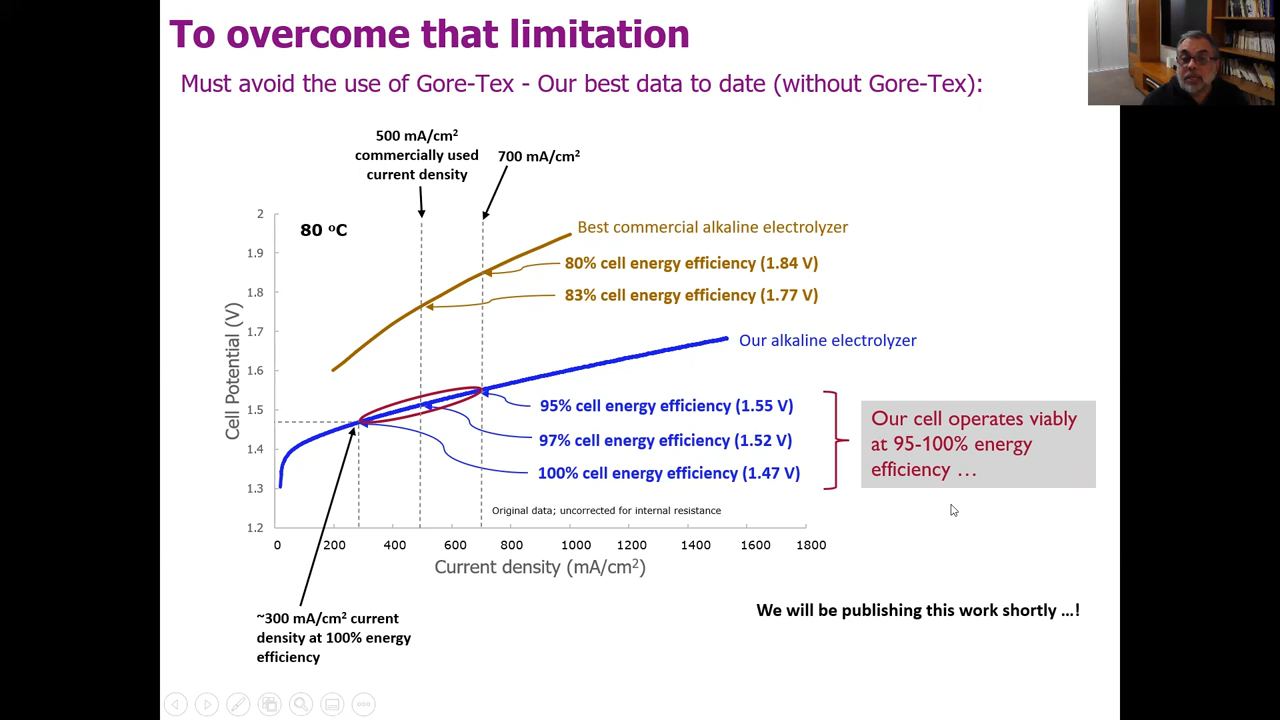 To overcome that limitation
Must avoid the use of Gore-Tex - Our best data to date (without Gore-Tex):
500 mA/cm²
commercially used
current density
700 mA/cm²
80 ᵒC
Best commercial alkaline electrolyzer
80% cell energy efficiency (1.84 V)
83% cell energy efficiency (1.77 V)
Our alkaline electrolyzer
95% cell energy efficiency (1.55 V)
97% cell energy efficiency (1.52 V)
100% cell energy efficiency (1.47 V)
Our cell operates viably
at 95-100% energy
efficiency …
Original data; uncorrected for internal resistance
Cell Potential (V)
2
1.9
1.8
1.7
1.6
1.5
1.4
1.3
1.2
0 200 400 600 800 1000 1200 1400 1600 1800
Current density (mA/cm²)
~300 mA/cm² current
density at 100% energy
efficiency
We will be publishing this work shortly …!